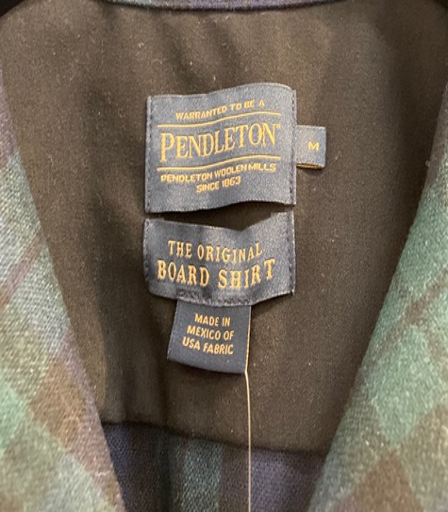 WARRANTED TO BE A
PENDLETON®
M
PENDLETON WOOLEN MILLS
SINCE 1863
THE ORIGINAL
BOARD SHIRT
MADE IN
MEXICO OF
USA FABRIC